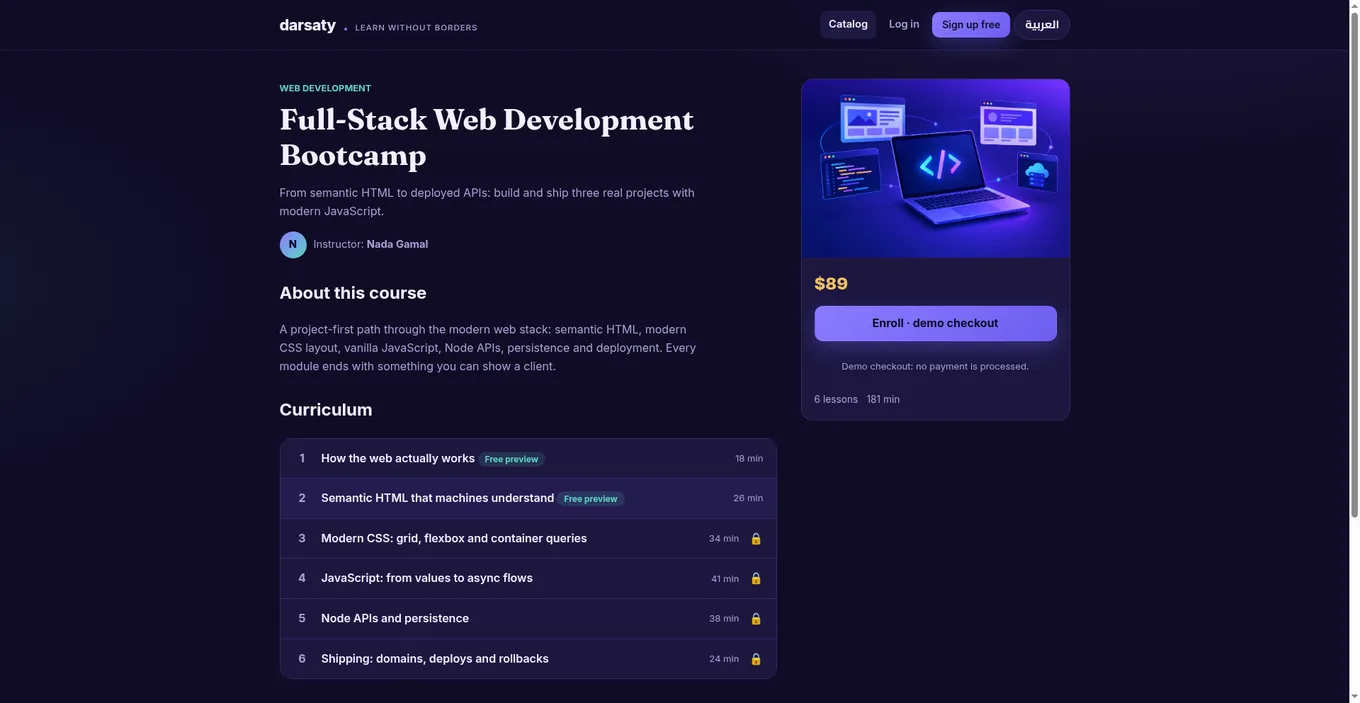 darsaty . LEARN WITHOUT BORDERS
Catalog
Log in
Sign up free
العربية
WEB DEVELOPMENT
Full-Stack Web Development
Bootcamp
From semantic HTML to deployed APIs: build and ship three real projects with
modern JavaScript.
N Instructor: Nada Gamal
About this course
A project-first path through the modern web stack: semantic HTML, modern
CSS layout, vanilla JavaScript, Node APIs, persistence and deployment. Every
module ends with something you can show a client.
Curriculum
1 How the web actually works Free preview 18 min
2 Semantic HTML that machines understand Free preview 26 min
3 Modern CSS: grid, flexbox and container queries 34 min
4 JavaScript: from values to async flows 41 min
5 Node APIs and persistence 38 min
6 Shipping: domains, deploys and rollbacks 24 min
</>
$89
Enroll · demo checkout
Demo checkout: no payment is processed.
6 lessons 181 min